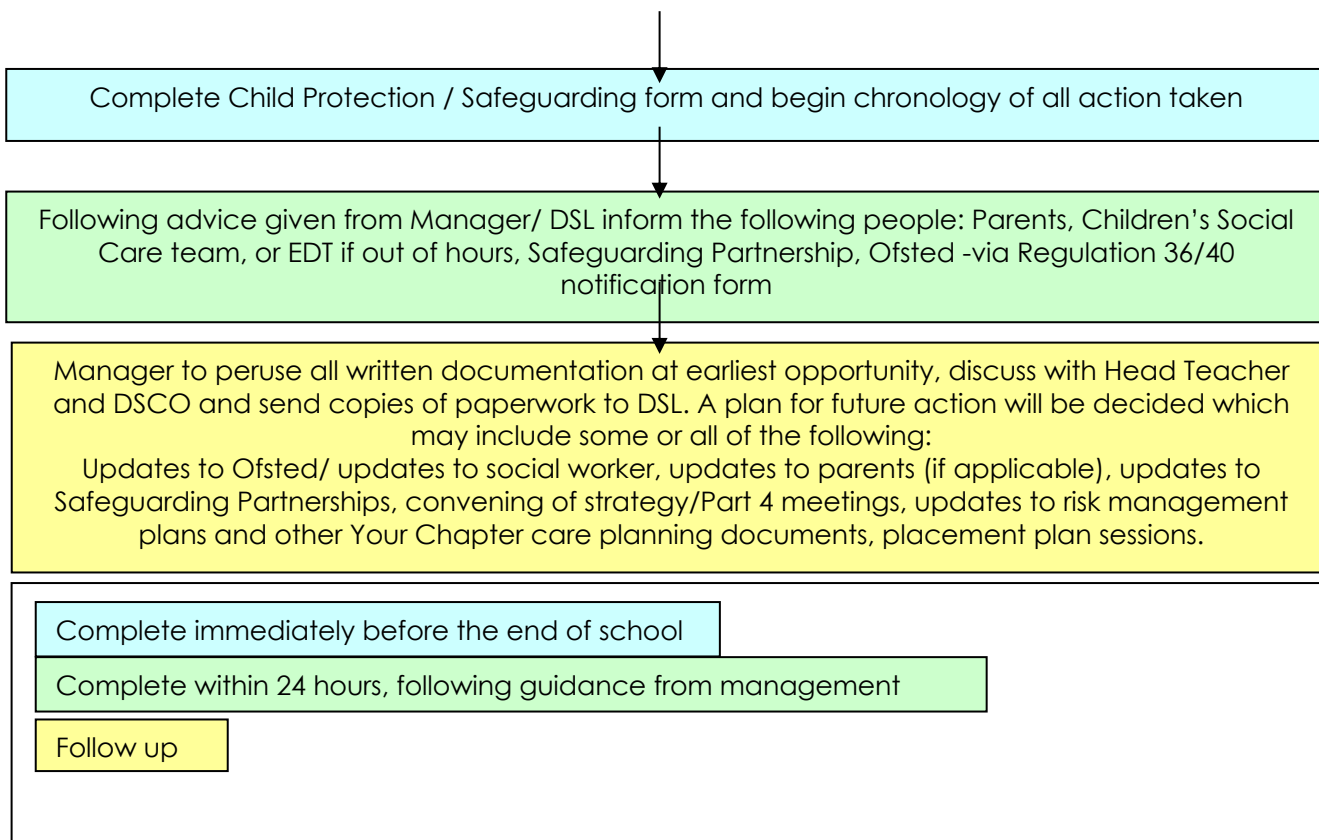 Complete Child Protection / Safeguarding form and begin chronology of all action taken
Following advice given from Manager/ DSL inform the following people: Parents, Children’s Social
Care team, or EDT if out of hours, Safeguarding Partnership, Ofsted -via Regulation 36/40
notification form
Manager to peruse all written documentation at earliest opportunity, discuss with Head Teacher
and DSCO and send copies of paperwork to DSL. A plan for future action will be decided which
may include some or all of the following:
Updates to Ofsted/ updates to social worker, updates to parents (if applicable), updates to
Safeguarding Partnerships, convening of strategy/Part 4 meetings, updates to risk management
plans and other Your Chapter care planning documents, placement plan sessions.
Complete immediately before the end of school
Complete within 24 hours, following guidance from management
Follow up